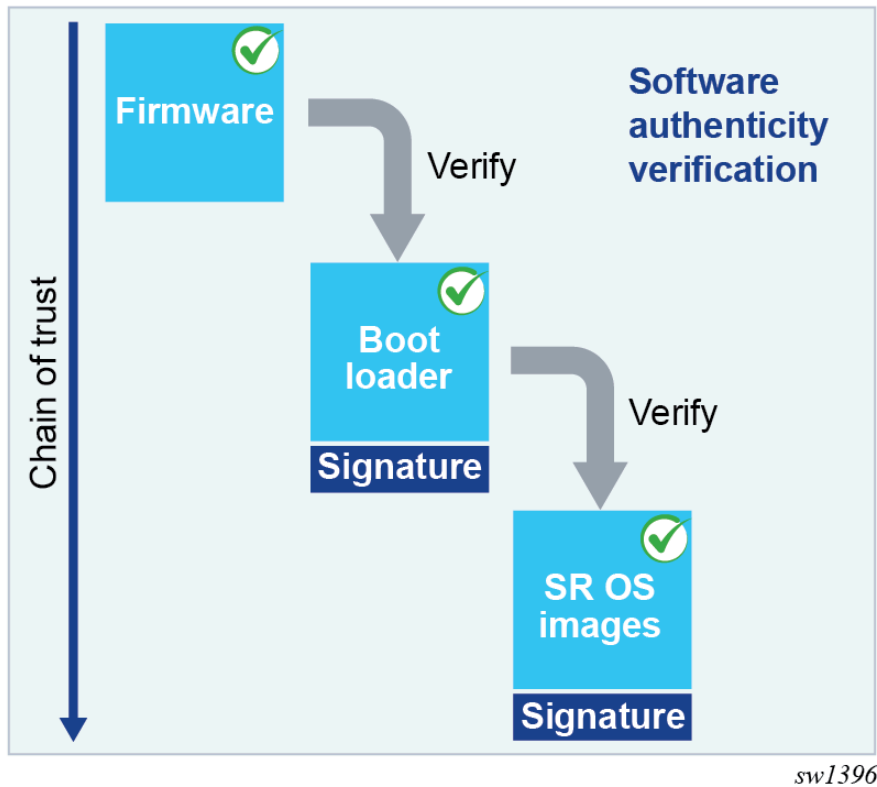 Firmware
Software
authenticity
verification
Verify
Chain of trust
Boot
loader
Signature
Verify
SR OS
images
Signature
sw1396